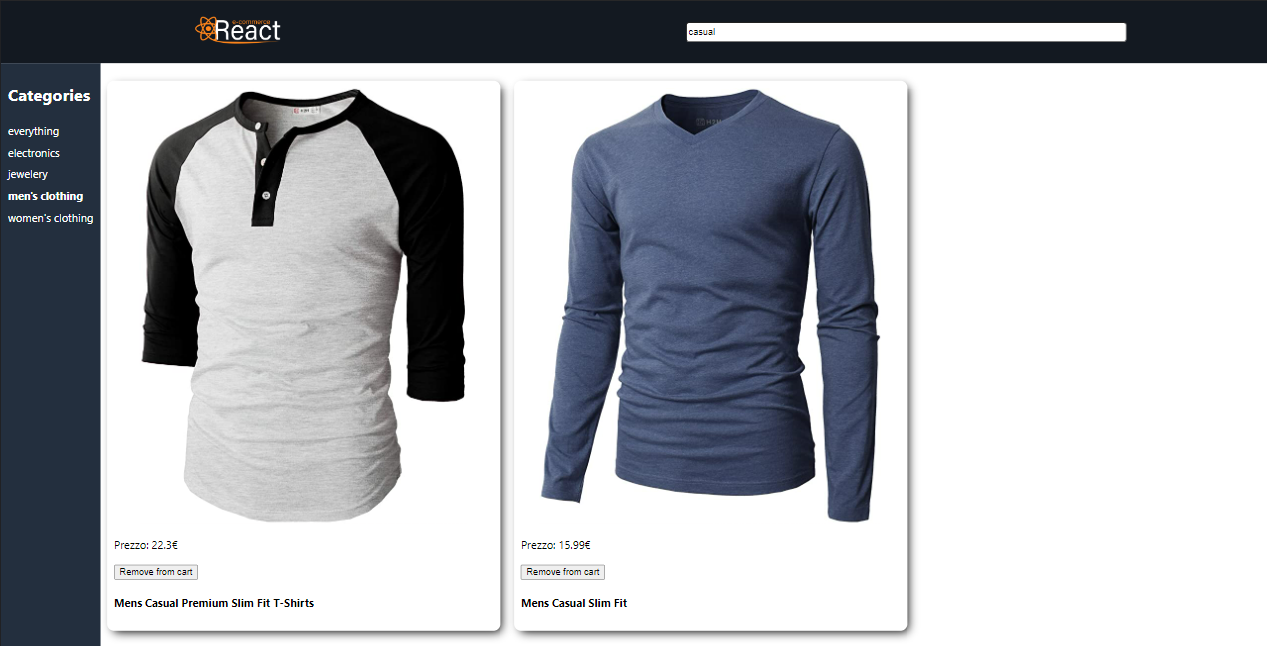 e-commerce
React
casual
Categories
everything
electronics
jewelery
men's clothing
women's clothing
Prezzo: 22.3€
Remove from cart
Mens Casual Premium Slim Fit T-Shirts
Prezzo: 15.99€
Remove from cart
Mens Casual Slim Fit